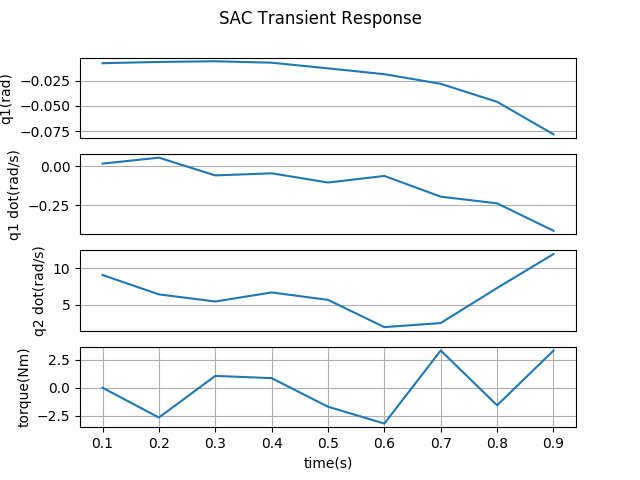 SAC Transient Response
q1(rad)
−0.025
−0.050
−0.075
q1 dot(rad/s)
0.00
−0.25
q2 dot(rad/s)
10
5
torque(Nm)
2.5
0.0
−2.5
0.1 0.2 0.3 0.4 0.5 0.6 0.7 0.8 0.9
time(s)